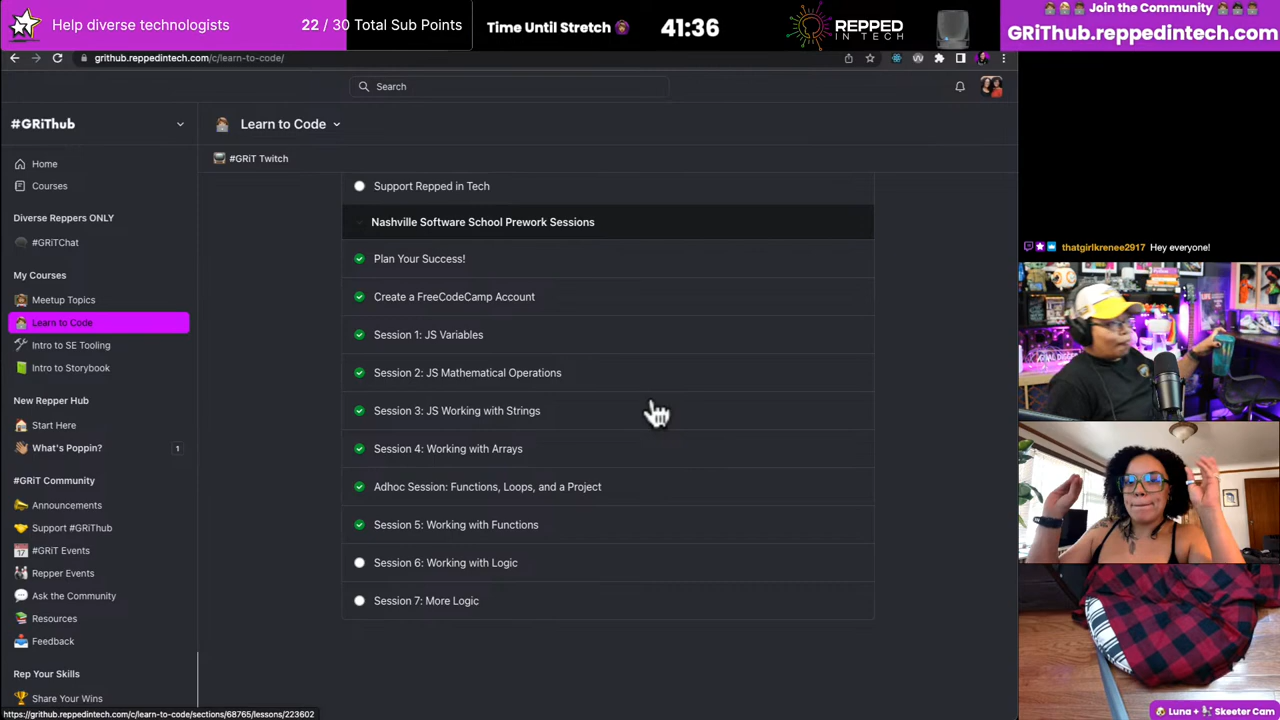 Help diverse technologists
22 / 30 Total Sub Points
Time Until Stretch
41:36
REPPED
IN TECH
Join the Community
GRiThub.reppedintech.com
grithub.reppedintech.com/c/learn-to-code/
Search
#GRiThub
Learn to Code
#GRiT Twitch
Home
Courses
Diverse Reppers ONLY
#GRiTChat
My Courses
Meetup Topics
Learn to Code
Intro to SE Tooling
Intro to Storybook
New Repper Hub
Start Here
What's Poppin?
1
#GRiT Community
Announcements
Support #GRiThub
#GRiT Events
Repper Events
Ask the Community
Resources
Feedback
Rep Your Skills
Share Your Wins
Support Repped in Tech
Nashville Software School Prework Sessions
Plan Your Success!
Create a FreeCodeCamp Account
Session 1: JS Variables
Session 2: JS Mathematical Operations
Session 3: JS Working with Strings
Session 4: Working with Arrays
Adhoc Session: Functions, Loops, and a Project
Session 5: Working with Functions
Session 6: Working with Logic
Session 7: More Logic
https://grithub.reppedintech.com/c/learn-to-code/sections/68765/lessons/223602
thatgirlkrenee2917 Hey everyone!
Luna + Skeeter Cam